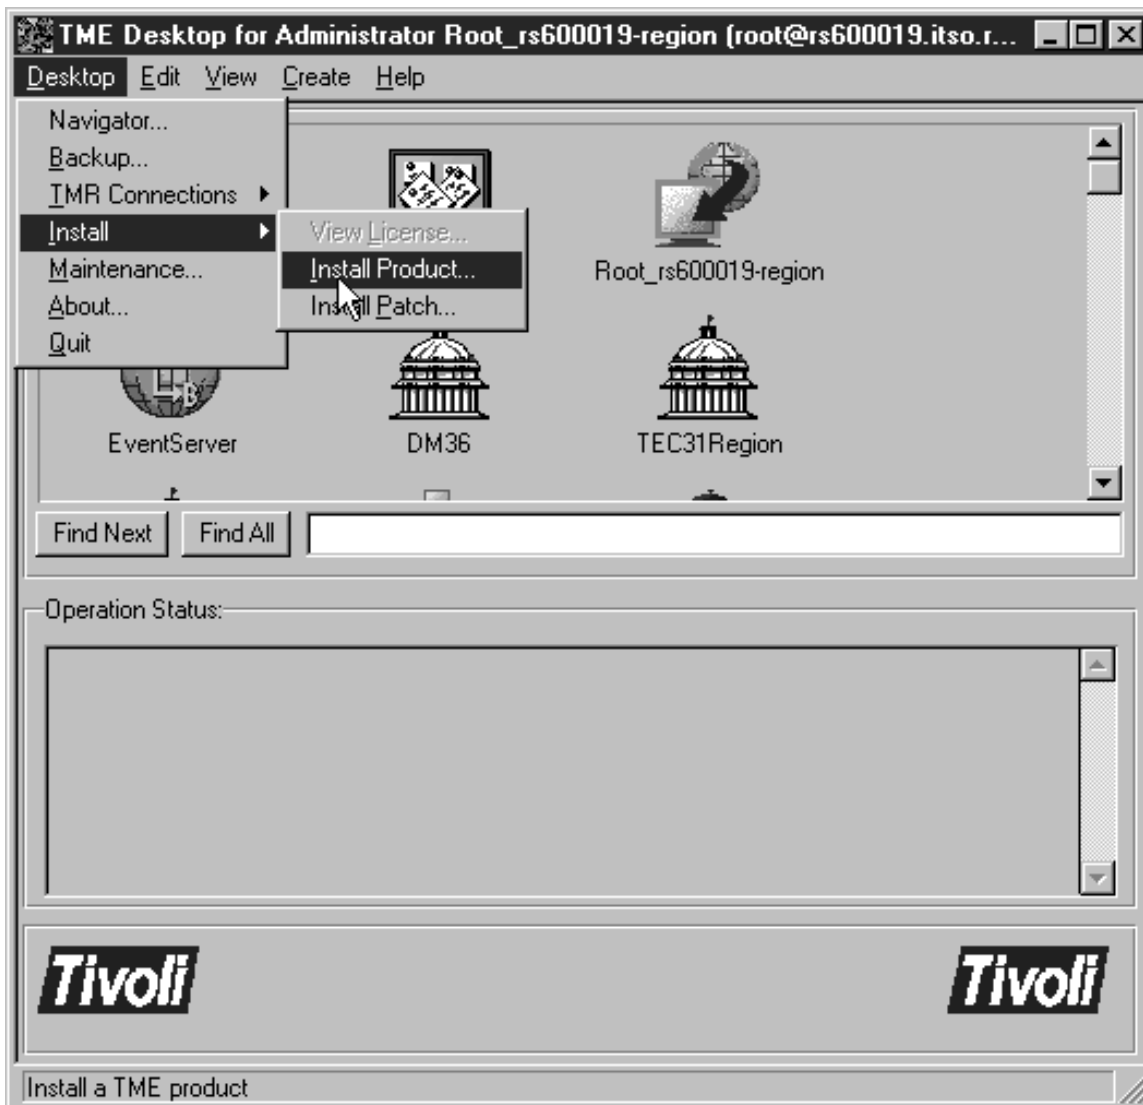 TME Desktop for Administrator Root_rs600019-region (root@rs600019.itso.r...
Desktop Edit View Create Help
Navigator...
Backup...
TMR Connections
Install
Maintenance...
About...
Quit
View License...
Install Product...
Install Patch...
Root_rs600019-region
EventServer
DM36
TEC31Region
Find Next
Find All
Operation Status:
Tivoli
Tivoli
Install a TME product